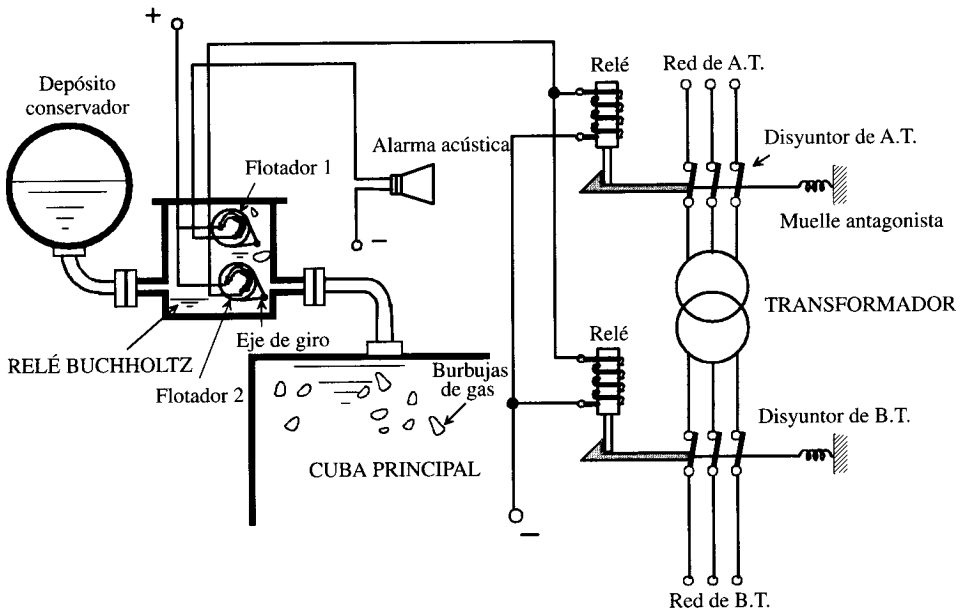 +
Depósito
conservador
Flotador 1
Alarma acústica
−
Relé
Red de A.T.
Disyuntor de A.T.
Muelle antagonista
TRANSFORMADOR
RELÉ BUCHHOLTZ
Eje de giro
Flotador 2
Burbujas
de gas
CUBA PRINCIPAL
−
Relé
Disyuntor de B.T.
Red de B.T.